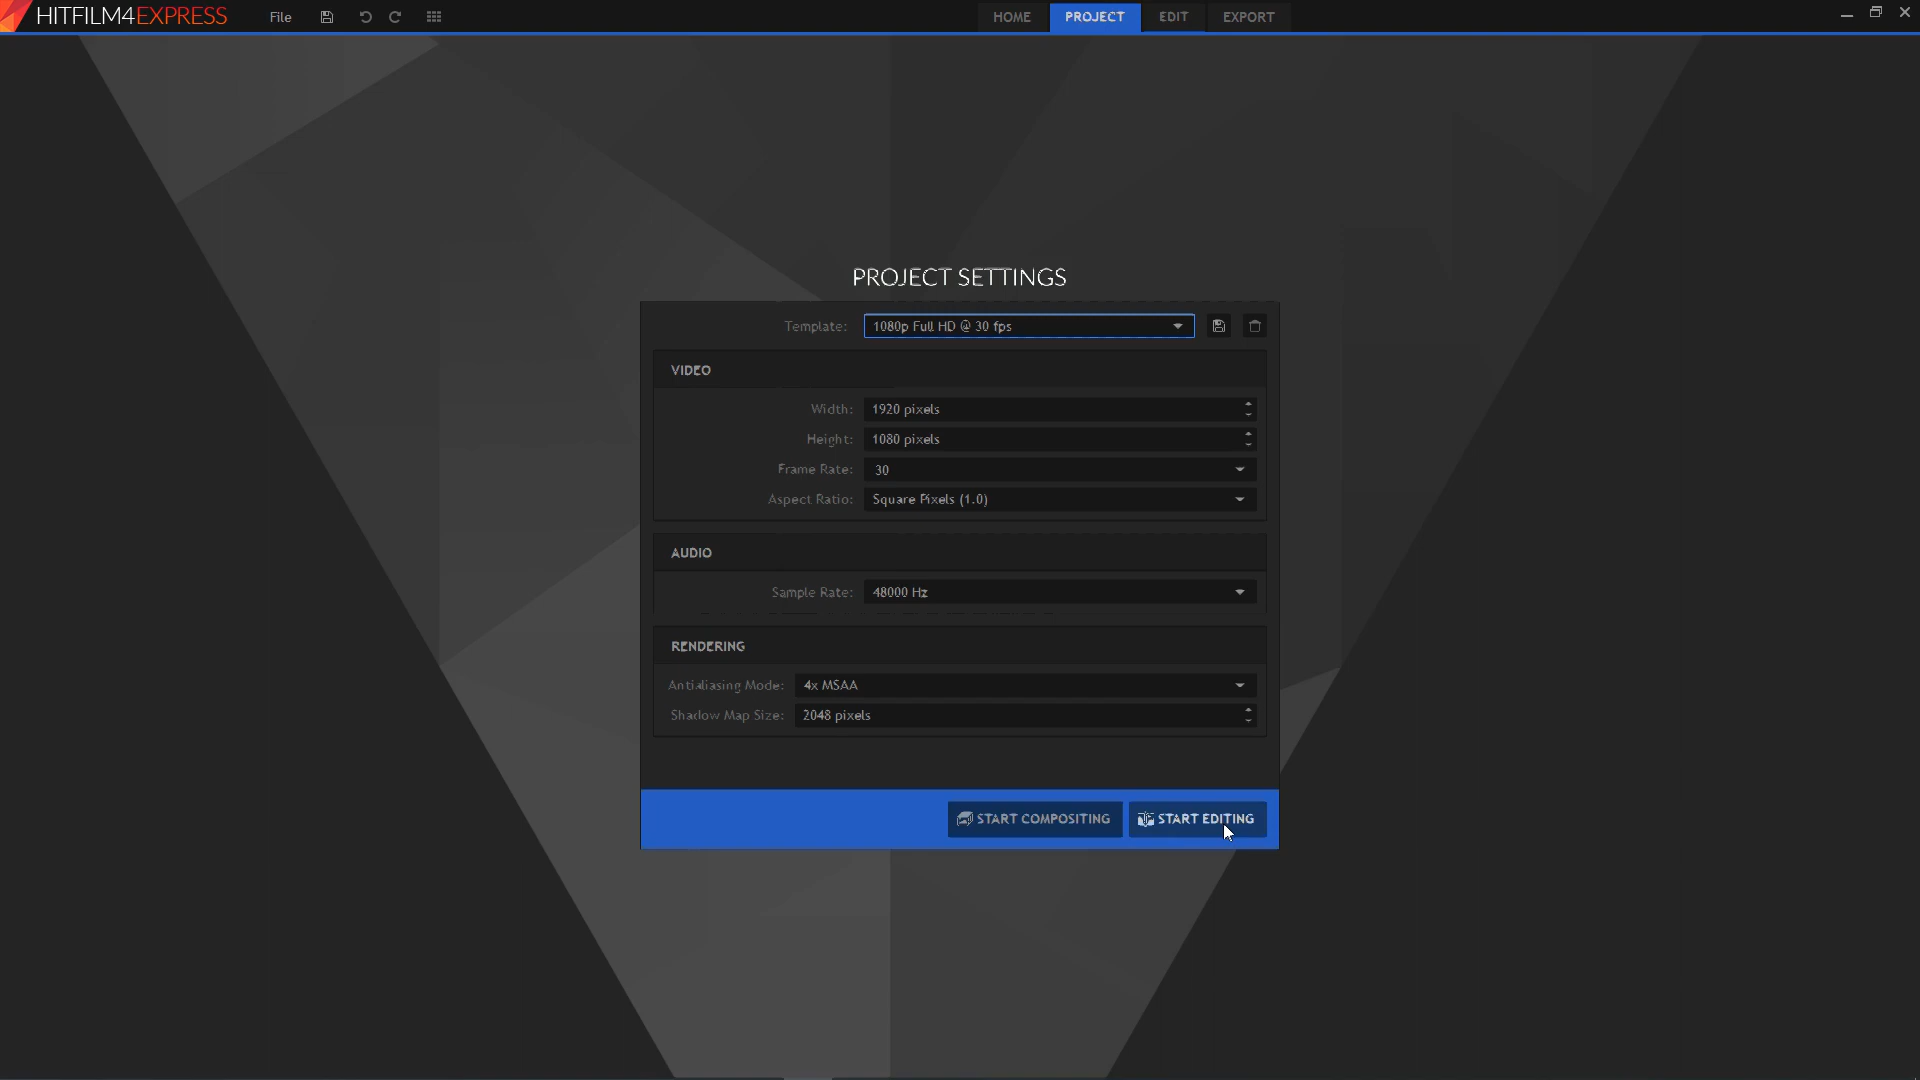 HITFILM4EXPRESS File HOME PROJECT EDIT EXPORT
PROJECT SETTINGS
Template: 1080p Full HD @ 30 fps
VIDEO
Width: 1920 pixels
Height: 1080 pixels
Frame Rate: 30
Aspect Ratio: Square Pixels (1.0)
AUDIO
Sample Rate: 48000 Hz
RENDERING
Antialiasing Mode: 4x MSAA
Shadow Map Size: 2048 pixels
START COMPOSITING START EDITING